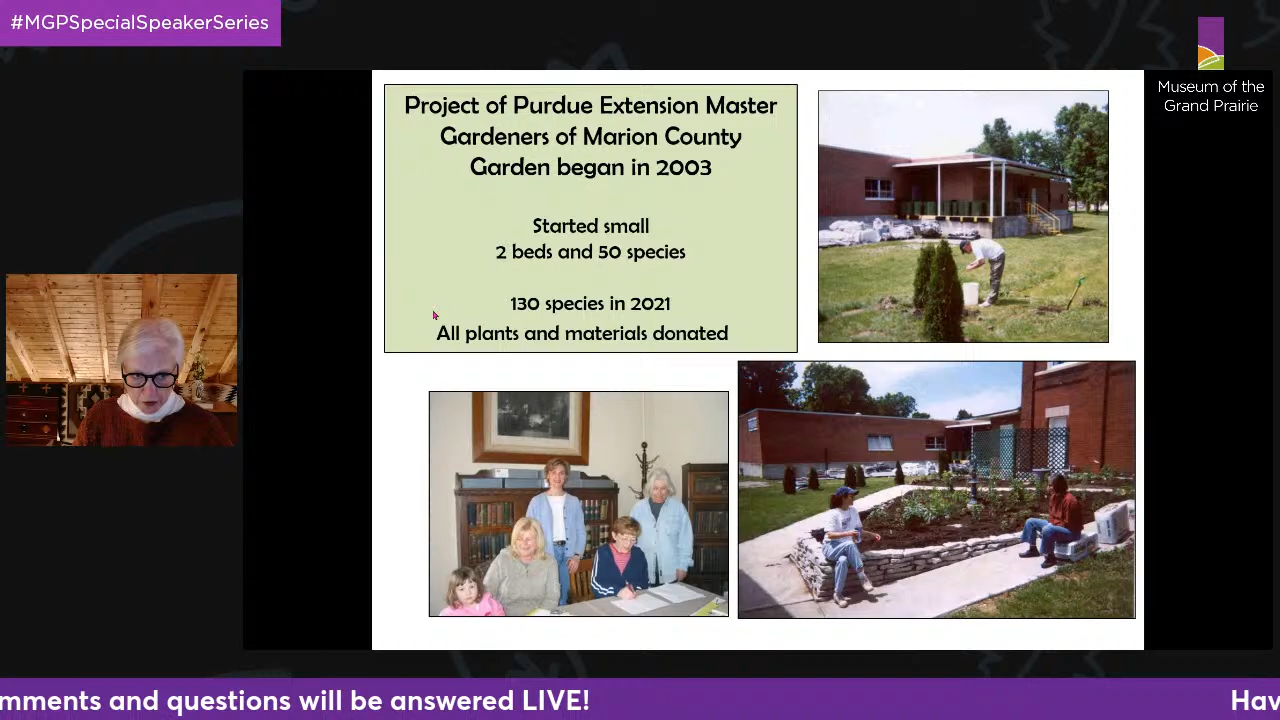 #MGPSpecialSpeakerSeries
Museum of the
Grand Prairie
Project of Purdue Extension Master
Gardeners of Marion County
Garden began in 2003
Started small
2 beds and 50 species
130 species in 2021
All plants and materials donated
mments and questions will be answered LIVE!
Hav